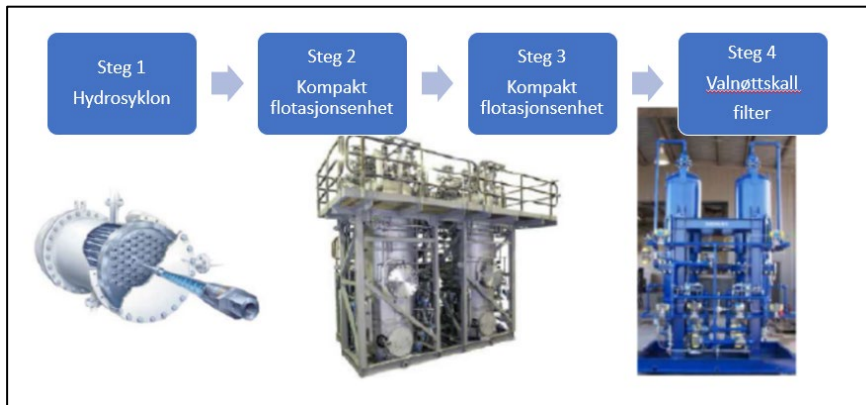 Steg 1
Hydrosyklon
Steg 2
Kompakt
flotasjonsenhet
Steg 3
Kompakt
flotasjonsenhet
Steg 4
Valnøttskall
filter